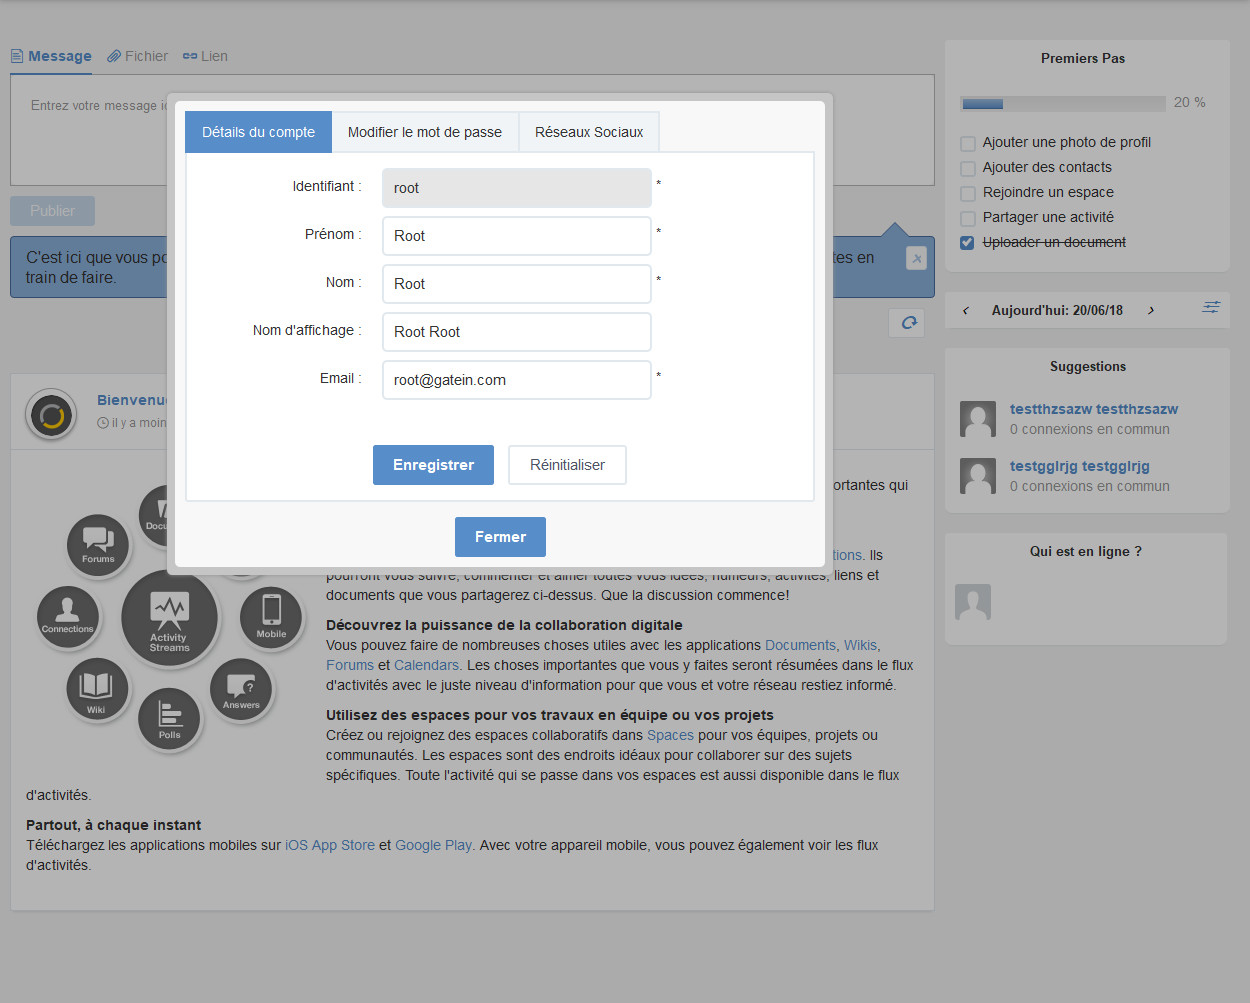 Message Fichier Lien
Entrez votre message
Publier
C'est ici que vous
en
train de faire.
Détails du compte Modifier le mot de passe Réseaux Sociaux
Identifiant : root *
Prénom : Root *
Nom : Root *
Nom d'affichage : Root Root
Email : root@gatein.com *
Enregistrer Réinitialiser
Fermer
Bienvenue
il y a
qui
Ils
pourront vous suivre, commenter et aimer toutes vous idées, humeurs, activités, liens et
documents que vous partagerez ci-dessus. Que la discussion commence!
Découvrez la puissance de la collaboration digitale
Vous pouvez faire de nombreuses choses utiles avec les applications Documents, Wikis,
Forums et Calendars. Les choses importantes que vous y faites seront résumées dans le flux
d'activités avec le juste niveau d'information pour que vous et votre réseau restiez informé.
Utilisez des espaces pour vos travaux en équipe ou vos projets
Créez ou rejoignez des espaces collaboratifs dans Spaces pour vos équipes, projets ou
communautés. Les espaces sont des endroits idéaux pour collaborer sur des sujets
spécifiques. Toute l'activité qui se passe dans vos espaces est aussi disponible dans le flux
d'activités.
Partout, à chaque instant
Téléchargez les applications mobiles sur iOS App Store et Google Play. Avec votre appareil mobile, vous pouvez également voir les flux
d'activités.
Forums
Connections
Activity
Streams
Mobile
Wiki
Answers
Polls
Premiers Pas
20 %
Ajouter une photo de profil
Ajouter des contacts
Rejoindre un espace
Partager une activité
Uploader un document
Aujourd'hui: 20/06/18
Suggestions
testthzsazw testthzsazw
0 connexions en commun
testgglrjg testgglrjg
0 connexions en commun
Qui est en ligne ?